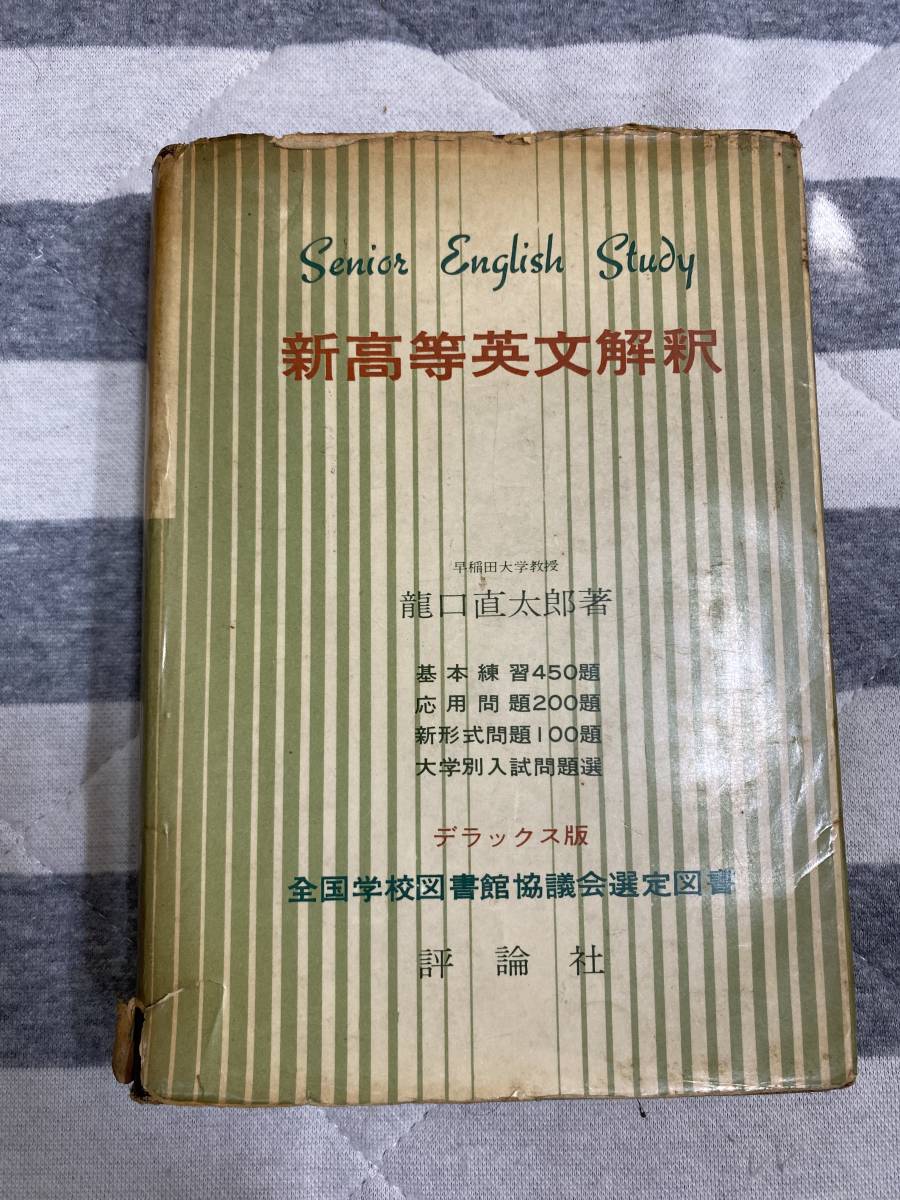 Senior English Study
新高等英文解釈
早稲田大学教授
龍口直太郎著
基本練習450題
応用問題200題
新形式問題100題
大学別入試問題選
デラックス版
全国学校図書館協議会選定図書
評論社